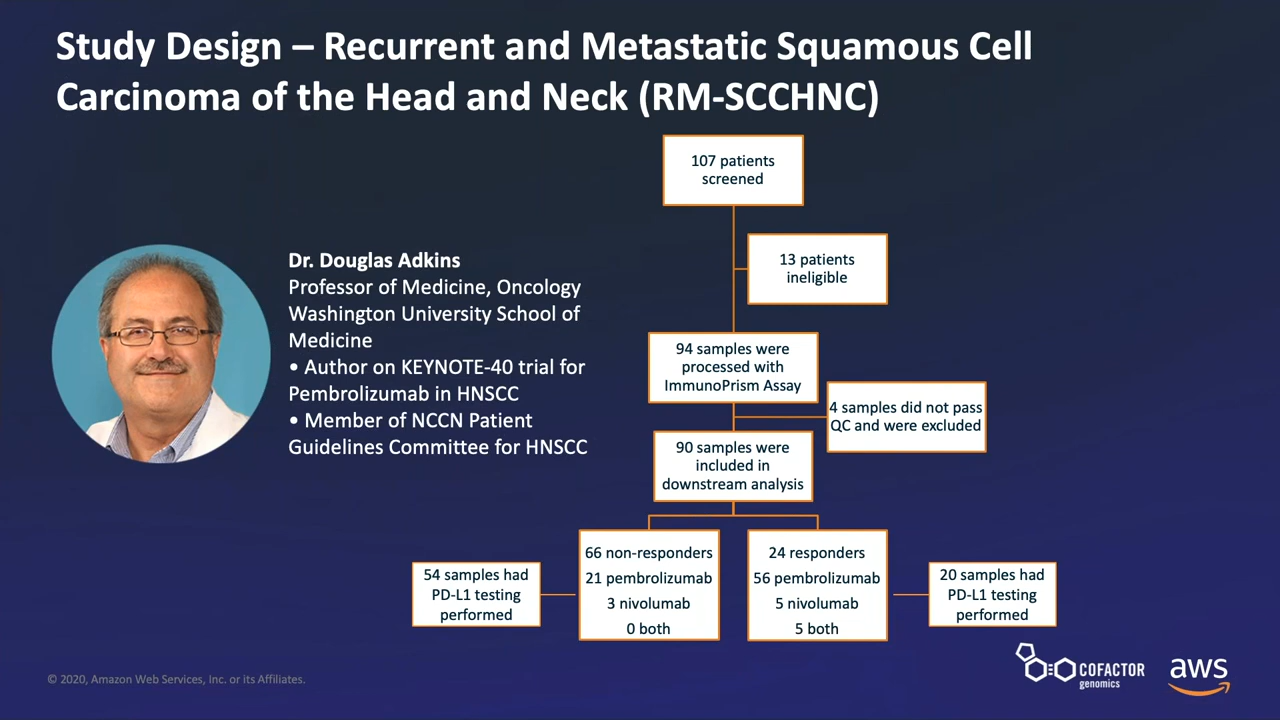 Study Design – Recurrent and Metastatic Squamous Cell
Carcinoma of the Head and Neck (RM-SCCHNC)
107 patients
screened
13 patients
ineligible
Dr. Douglas Adkins
Professor of Medicine, Oncology
Washington University School of
Medicine
• Author on KEYNOTE-40 trial for
Pembrolizumab in HNSCC
• Member of NCCN Patient
Guidelines Committee for HNSCC
94 samples were
processed with
ImmunoPrism Assay
4 samples did not pass
QC and were excluded
90 samples were
included in
downstream analysis
54 samples had
PD-L1 testing
performed
66 non-responders
21 pembrolizumab
3 nivolumab
0 both
24 responders
56 pembrolizumab
5 nivolumab
5 both
20 samples had
PD-L1 testing
performed
© 2020, Amazon Web Services, Inc. or its Affiliates.
COFACTOR
genomics
aws